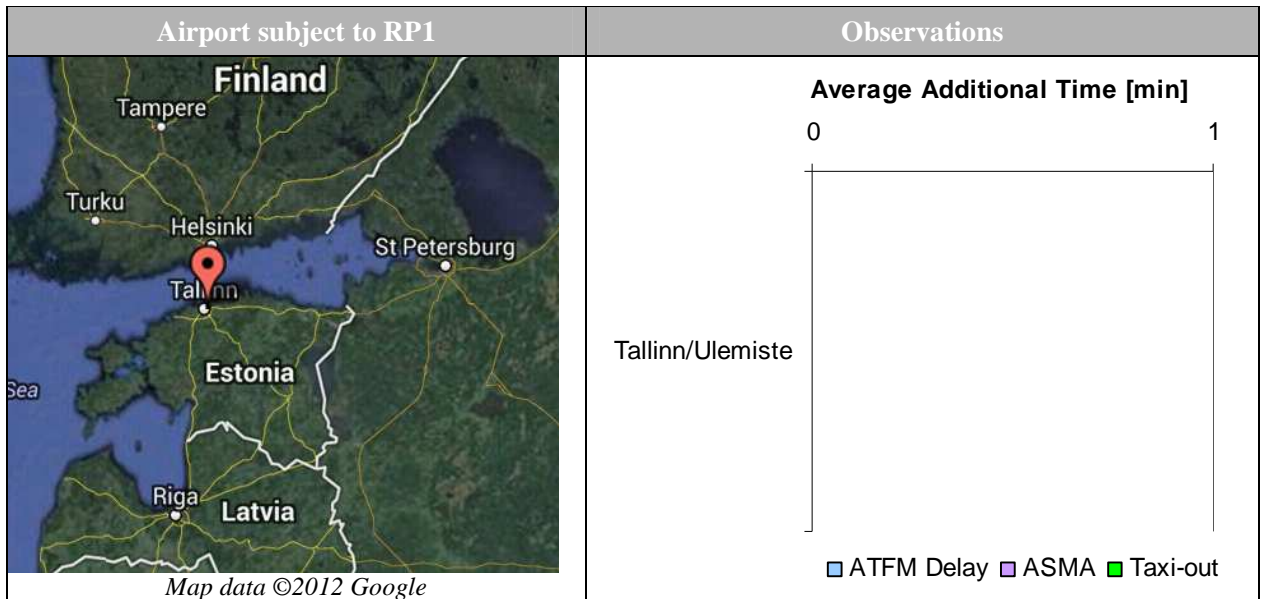 Airport subject to RP1
Observations
Finland
Tampere
Turku
Helsinki
St Petersburg
Tallinn
Estonia
Sea
Riga
Latvia
Map data ©2012 Google
Average Additional Time [min]
0 1
Tallinn/Ulemiste
ATFM Delay ASMA Taxi-out